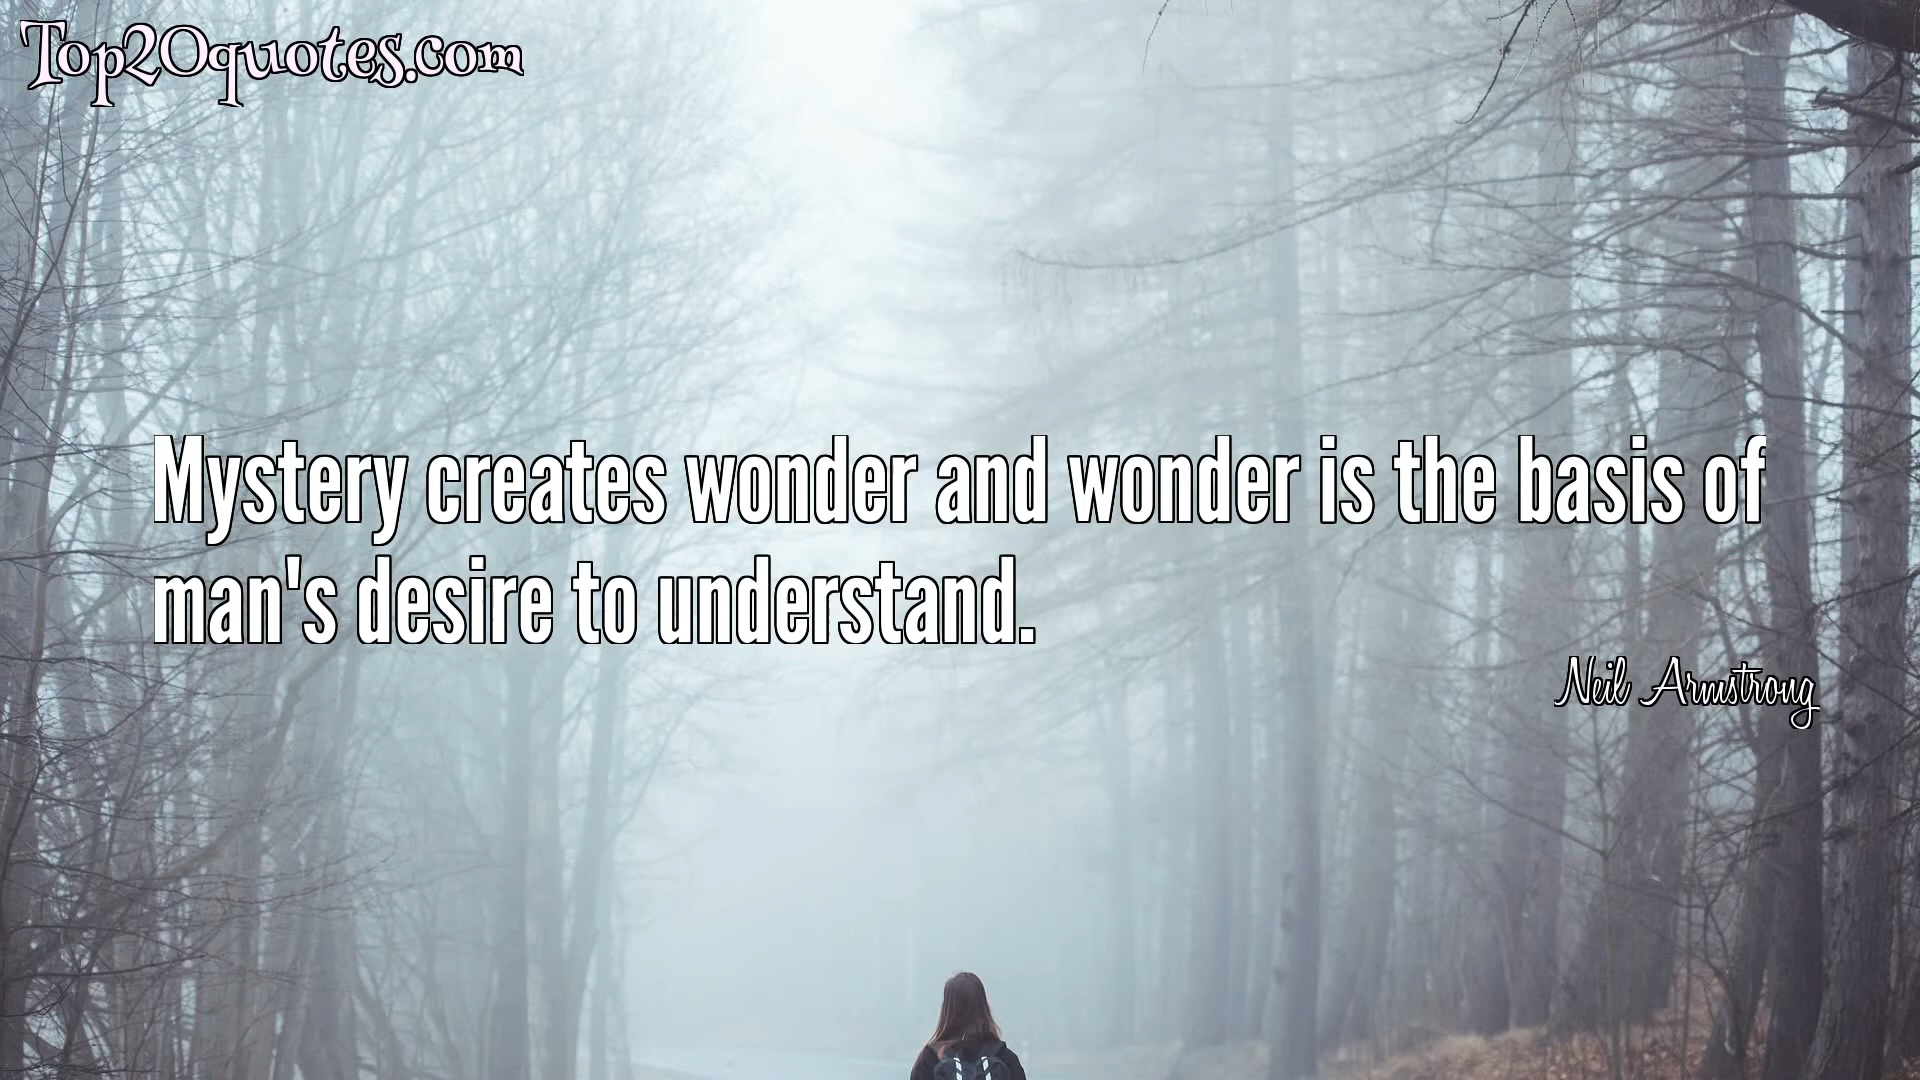 Top20quotes.com
Mystery creates wonder and wonder is the basis of
man's desire to understand.
Neil Armstrong